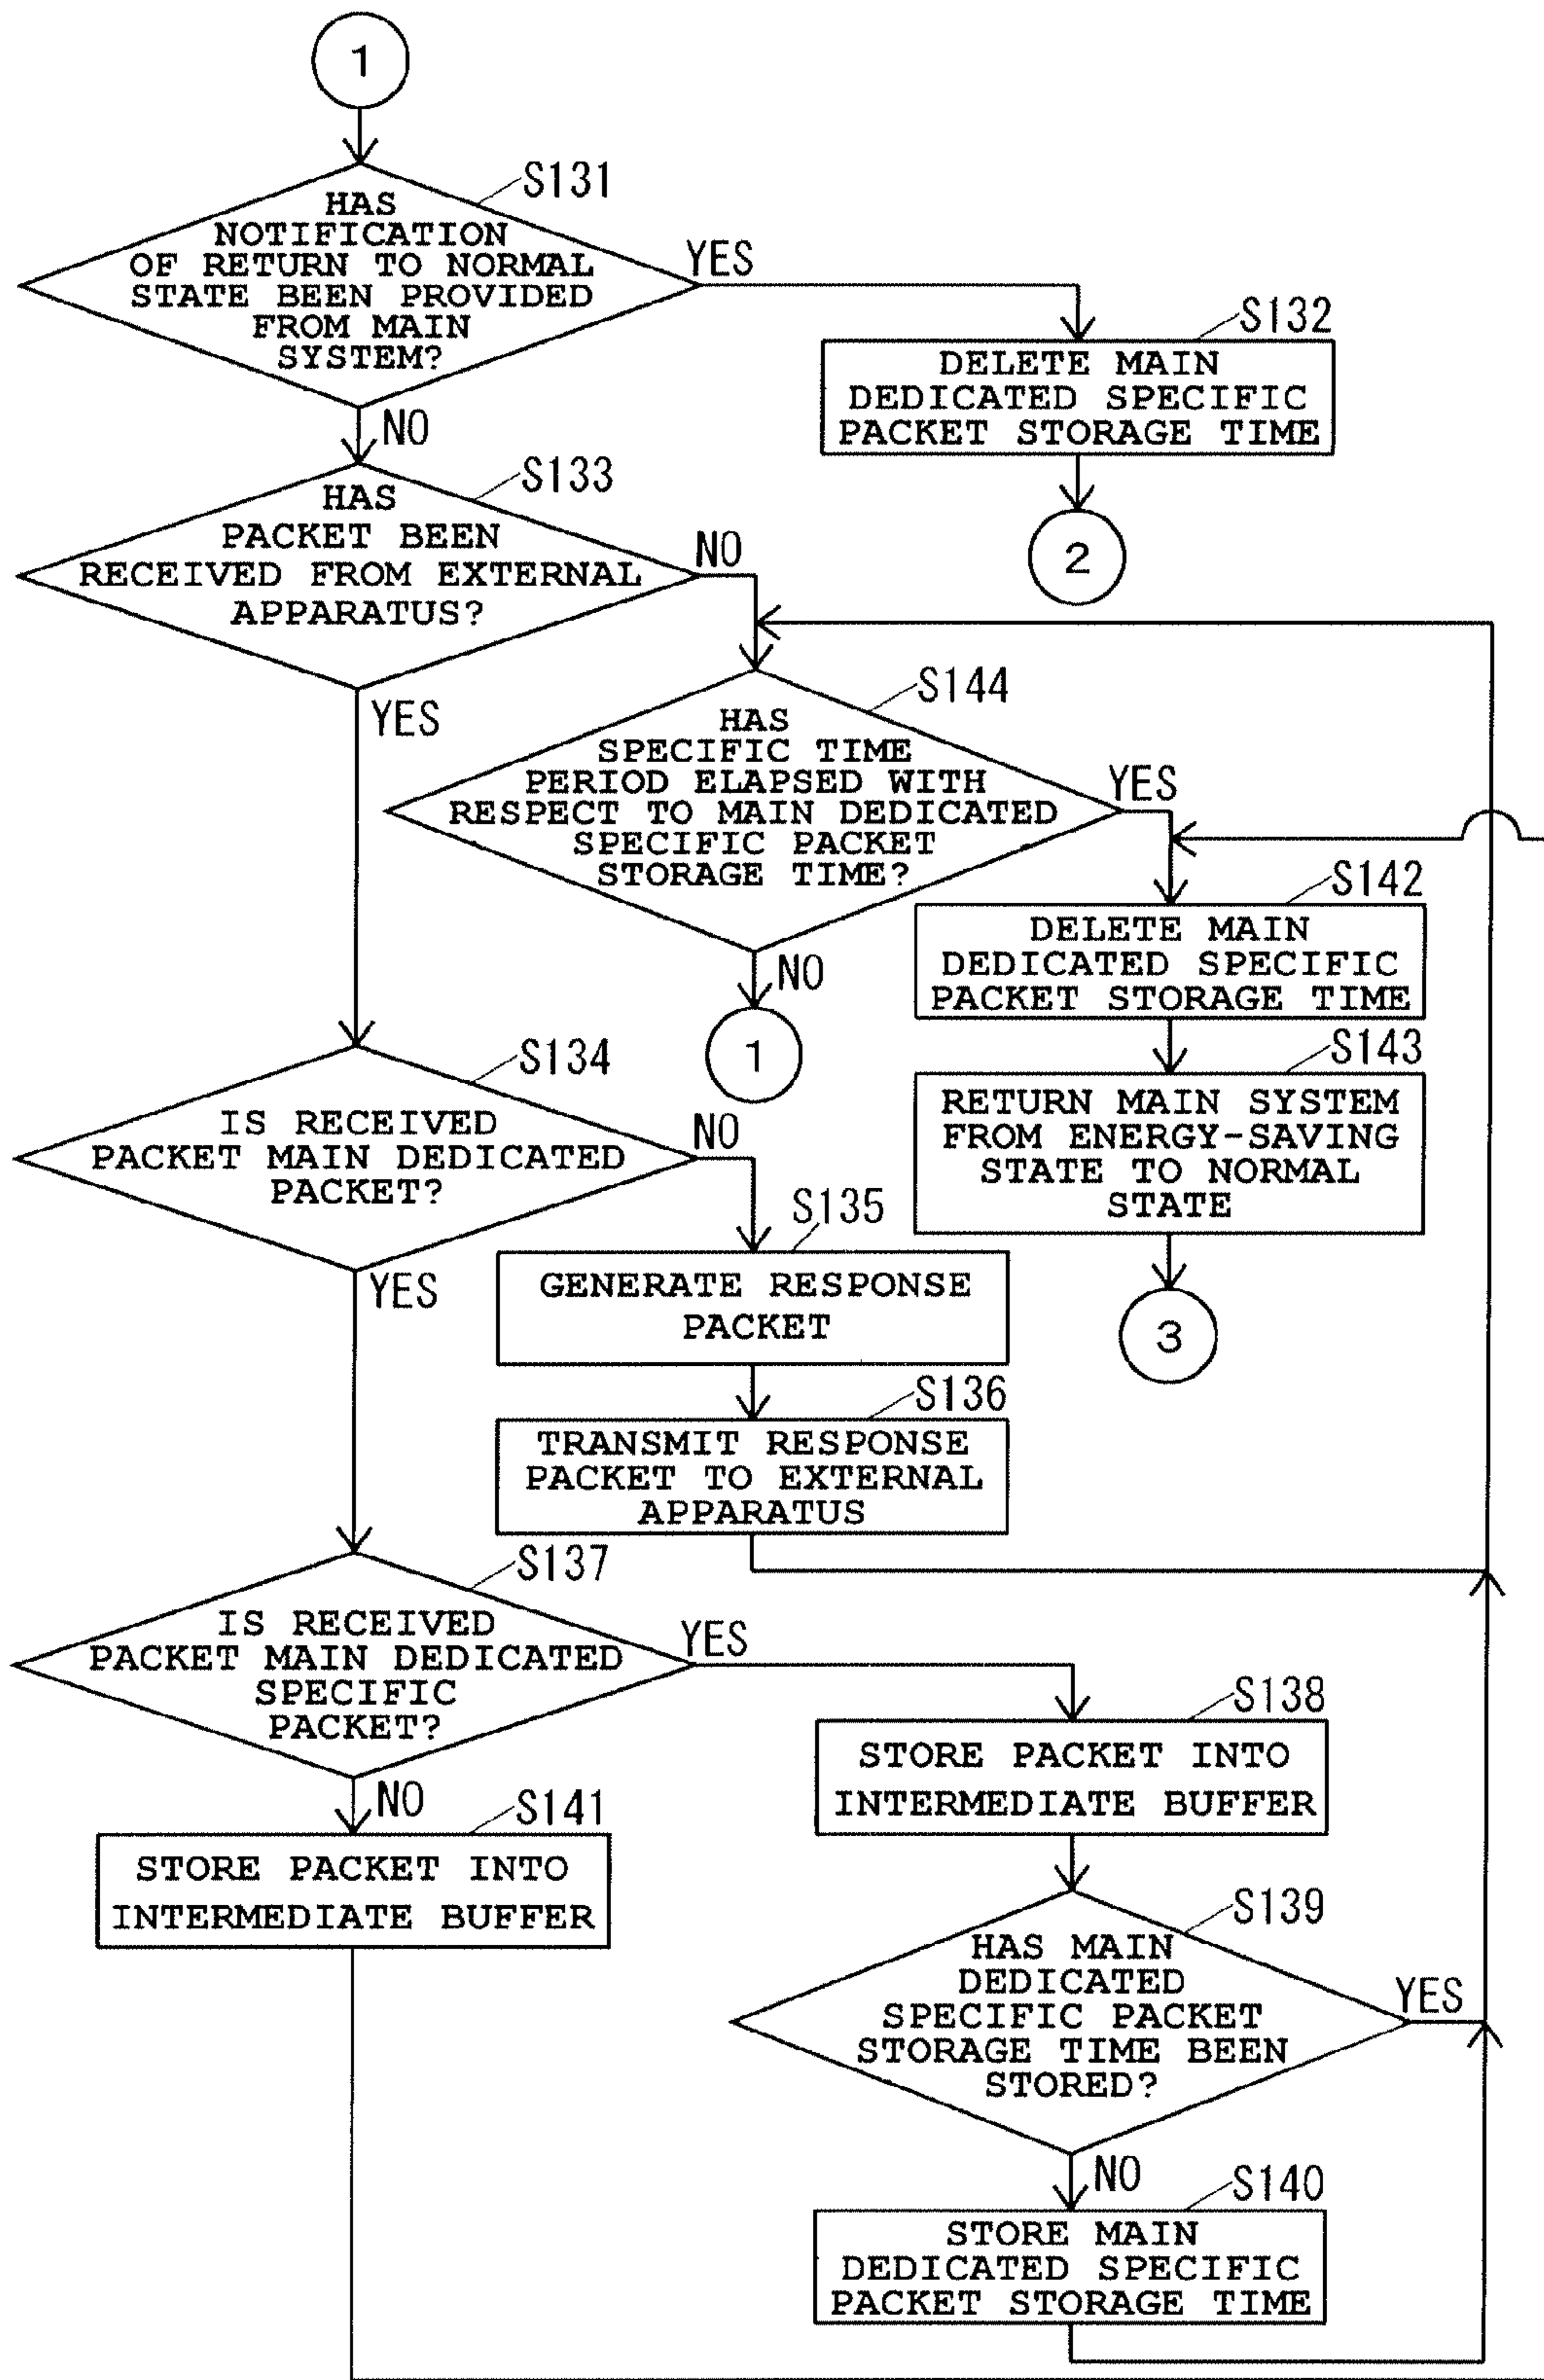 1
S131
HAS
NOTIFICATION
OF RETURN TO NORMAL
STATE BEEN PROVIDED
FROM MAIN
SYSTEM?
YES
NO
S132
DELETE MAIN
DEDICATED SPECIFIC
PACKET STORAGE TIME
2
S133
HAS
PACKET BEEN
RECEIVED FROM EXTERNAL
APPARATUS?
NO
YES
S144
HAS
SPECIFIC TIME
PERIOD ELAPSED WITH
RESPECT TO MAIN DEDICATED
SPECIFIC PACKET
STORAGE TIME?
YES
NO
1
S142
DELETE MAIN
DEDICATED SPECIFIC
PACKET STORAGE TIME
S143
RETURN MAIN SYSTEM
FROM ENERGY-SAVING
STATE TO NORMAL
STATE
3
S134
IS RECEIVED
PACKET MAIN DEDICATED
PACKET?
NO
YES
S135
GENERATE RESPONSE
PACKET
S136
TRANSMIT RESPONSE
PACKET TO EXTERNAL
APPARATUS
S137
IS RECEIVED
PACKET MAIN DEDICATED
SPECIFIC
PACKET?
YES
NO
S138
STORE PACKET INTO
INTERMEDIATE BUFFER
S141
STORE PACKET INTO
INTERMEDIATE BUFFER
S139
HAS MAIN
DEDICATED
SPECIFIC PACKET
STORAGE TIME BEEN
STORED?
YES
NO
S140
STORE MAIN
DEDICATED SPECIFIC
PACKET STORAGE TIME